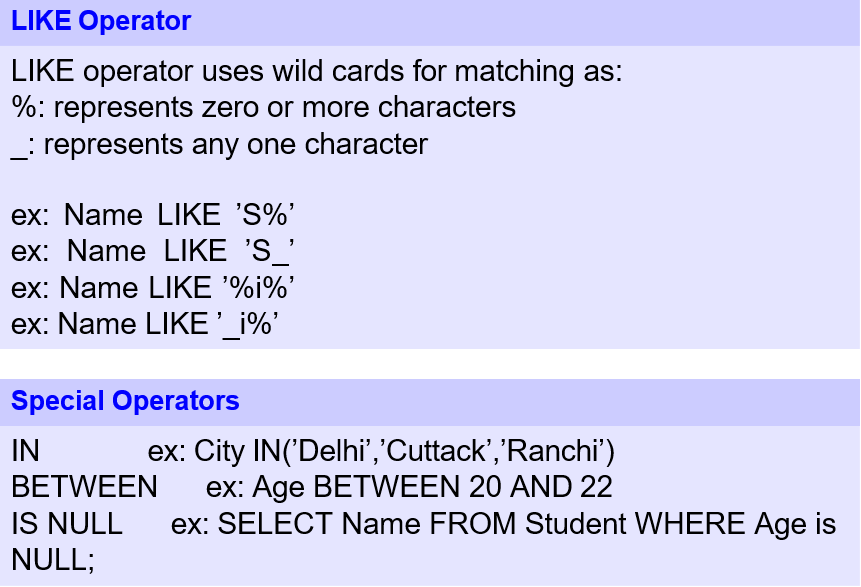 LIKE Operator
LIKE operator uses wild cards for matching as:
%: represents zero or more characters
_: represents any one character
ex: Name LIKE ’S%’
ex: Name LIKE ’S_’
ex: Name LIKE ’%i%’
ex: Name LIKE ’_i%’
Special Operators
IN ex: City IN(’Delhi’,’Cuttack’,’Ranchi’)
BETWEEN ex: Age BETWEEN 20 AND 22
IS NULL ex: SELECT Name FROM Student WHERE Age is
NULL;